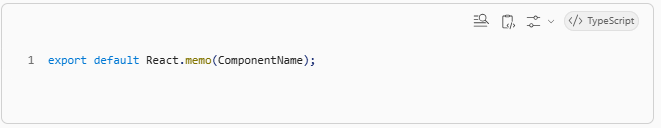 </> TypeScript
1 export default React.memo(ComponentName);